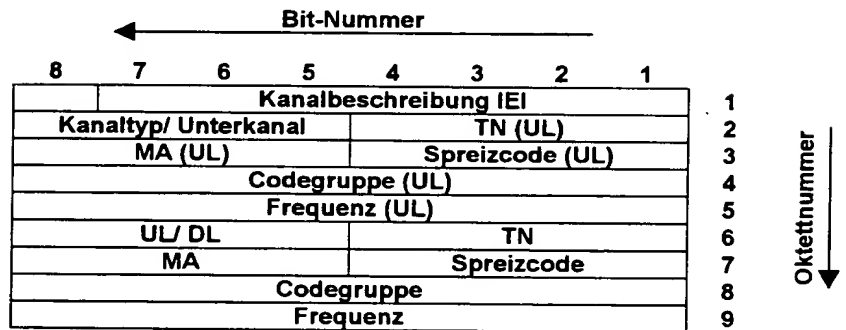 Bit-Nummer
8 7 6 5 4 3 2 1
Kanalbeschreibung IEI 1
Kanaltyp/ Unterkanal TN (UL) 2
MA (UL) Spreizcode (UL) 3
Codegruppe (UL) 4
Frequenz (UL) 5
UL/ DL TN 6
MA Spreizcode 7
Codegruppe 8
Frequenz 9
Oktettnummer